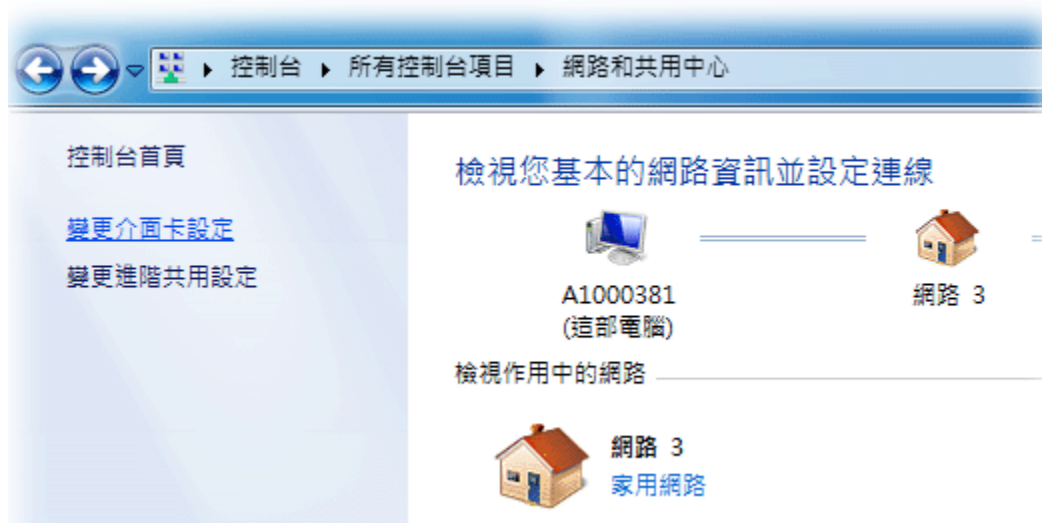 控制台 ▸ 所有控制台項目 ▸ 網路和共用中心
控制台首頁
變更介面卡設定
變更進階共用設定
檢視您基本的網路資訊並設定連線
A1000381
(這部電腦)
網路 3
檢視作用中的網路
網路 3
家用網路